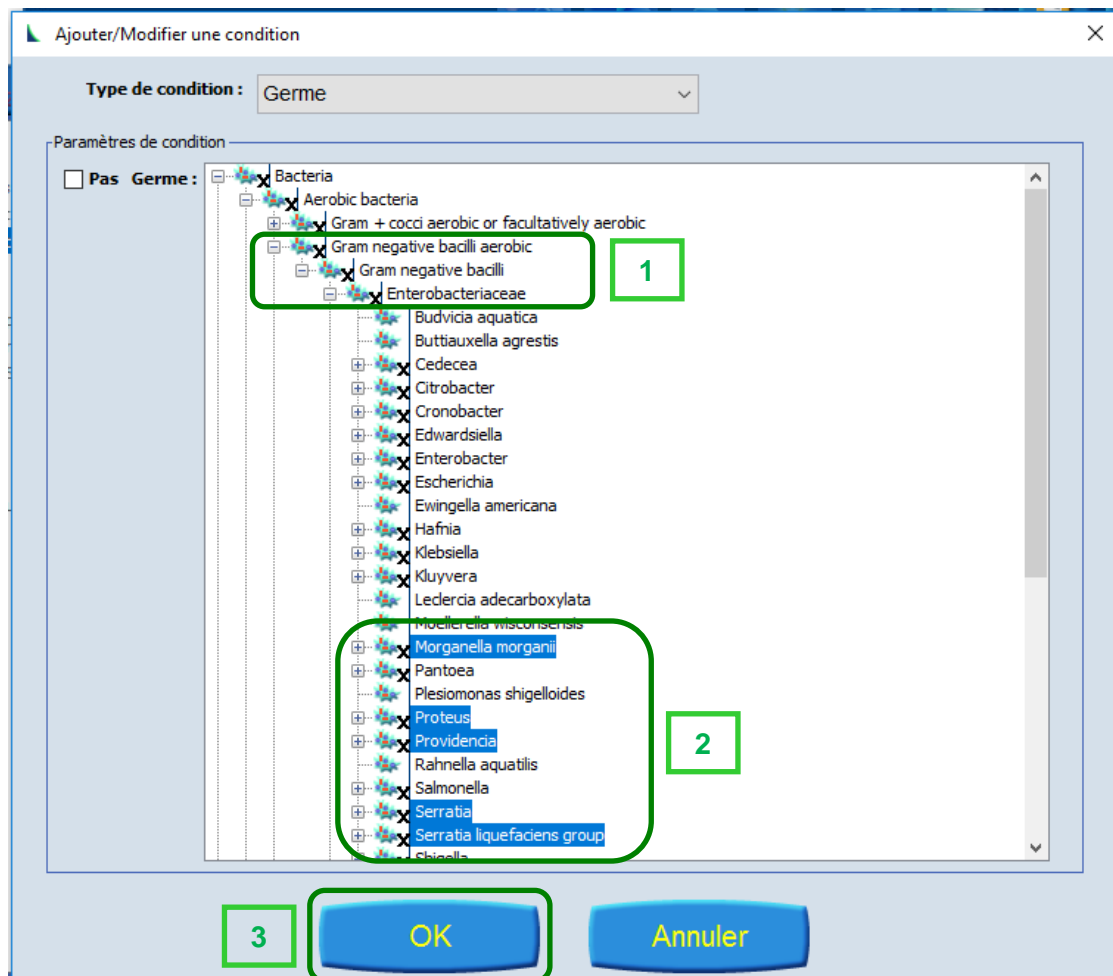 Ajouter/Modifier une condition
Type de condition :
Germe
Paramètres de condition
Pas Germe :
Bacteria
Aerobic bacteria
Gram + cocci aerobic or facultatively aerobic
Gram negative bacilli aerobic
1
Gram negative bacilli
Enterobacteriaceae
Budvicia aquatica
Buttiauxella agrestis
Cedecea
Citrobacter
Cronobacter
Edwardsiella
Enterobacter
Escherichia
Ewingella americana
Hafnia
Klebsiella
Kluyvera
Leclercia adecarboxylata
Moellerella wisconsensis
Morganella morganii
Pantoea
Plesiomonas shigelloides
Proteus
Providencia
2
Rahnella aquatilis
Salmonella
Serratia
Serratia liquefaciens group
Shigella
3
OK
Annuler